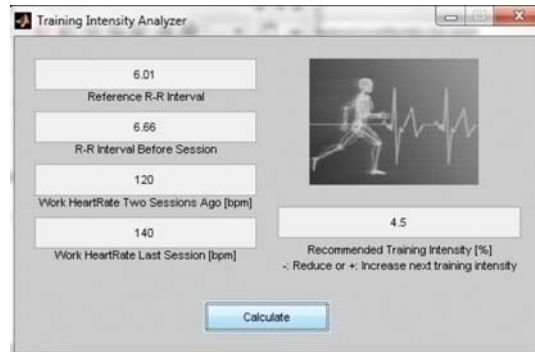 Training Intensity Analyzer
6.01
Reference R-R Interval
6.66
R-R Interval Before Session
120
Work HeartRate Two Sessions Ago [bpm]
140
Work HeartRate Last Session [bpm]
4.5
Recommended Training Intensity [%]
-: Reduce or +: Increase next training intensity
Calculate